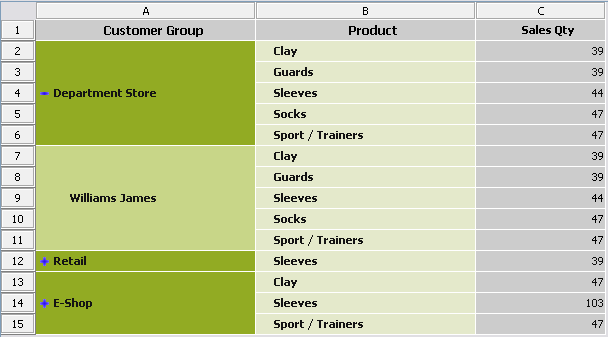 A B C
1 Customer Group Product Sales Qty
2 Clay 39
3 Guards 39
4 Department Store Sleeves 44
5 Socks 47
6 Sport / Trainers 47
7 Clay 39
8 Guards 39
9 Williams James Sleeves 44
10 Socks 47
11 Sport / Trainers 47
12 Retail Sleeves 39
13 Clay 47
14 E-Shop Sleeves 103
15 Sport / Trainers 47